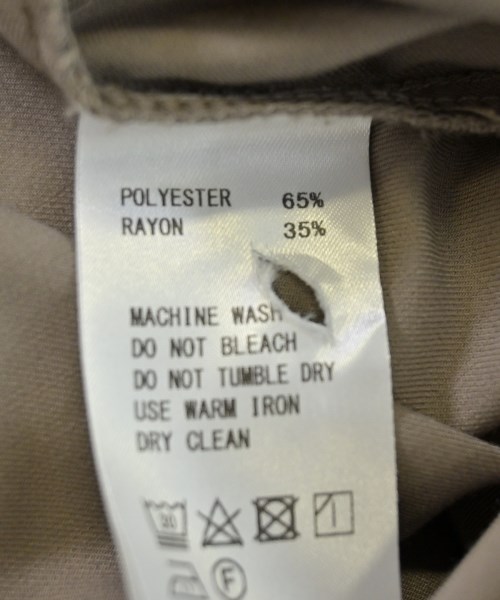 POLYESTER 65%
RAYON 35%
MACHINE WASH
DO NOT BLEACH
DO NOT TUMBLE DRY
USE WARM IRON
DRY CLEAN
30
F